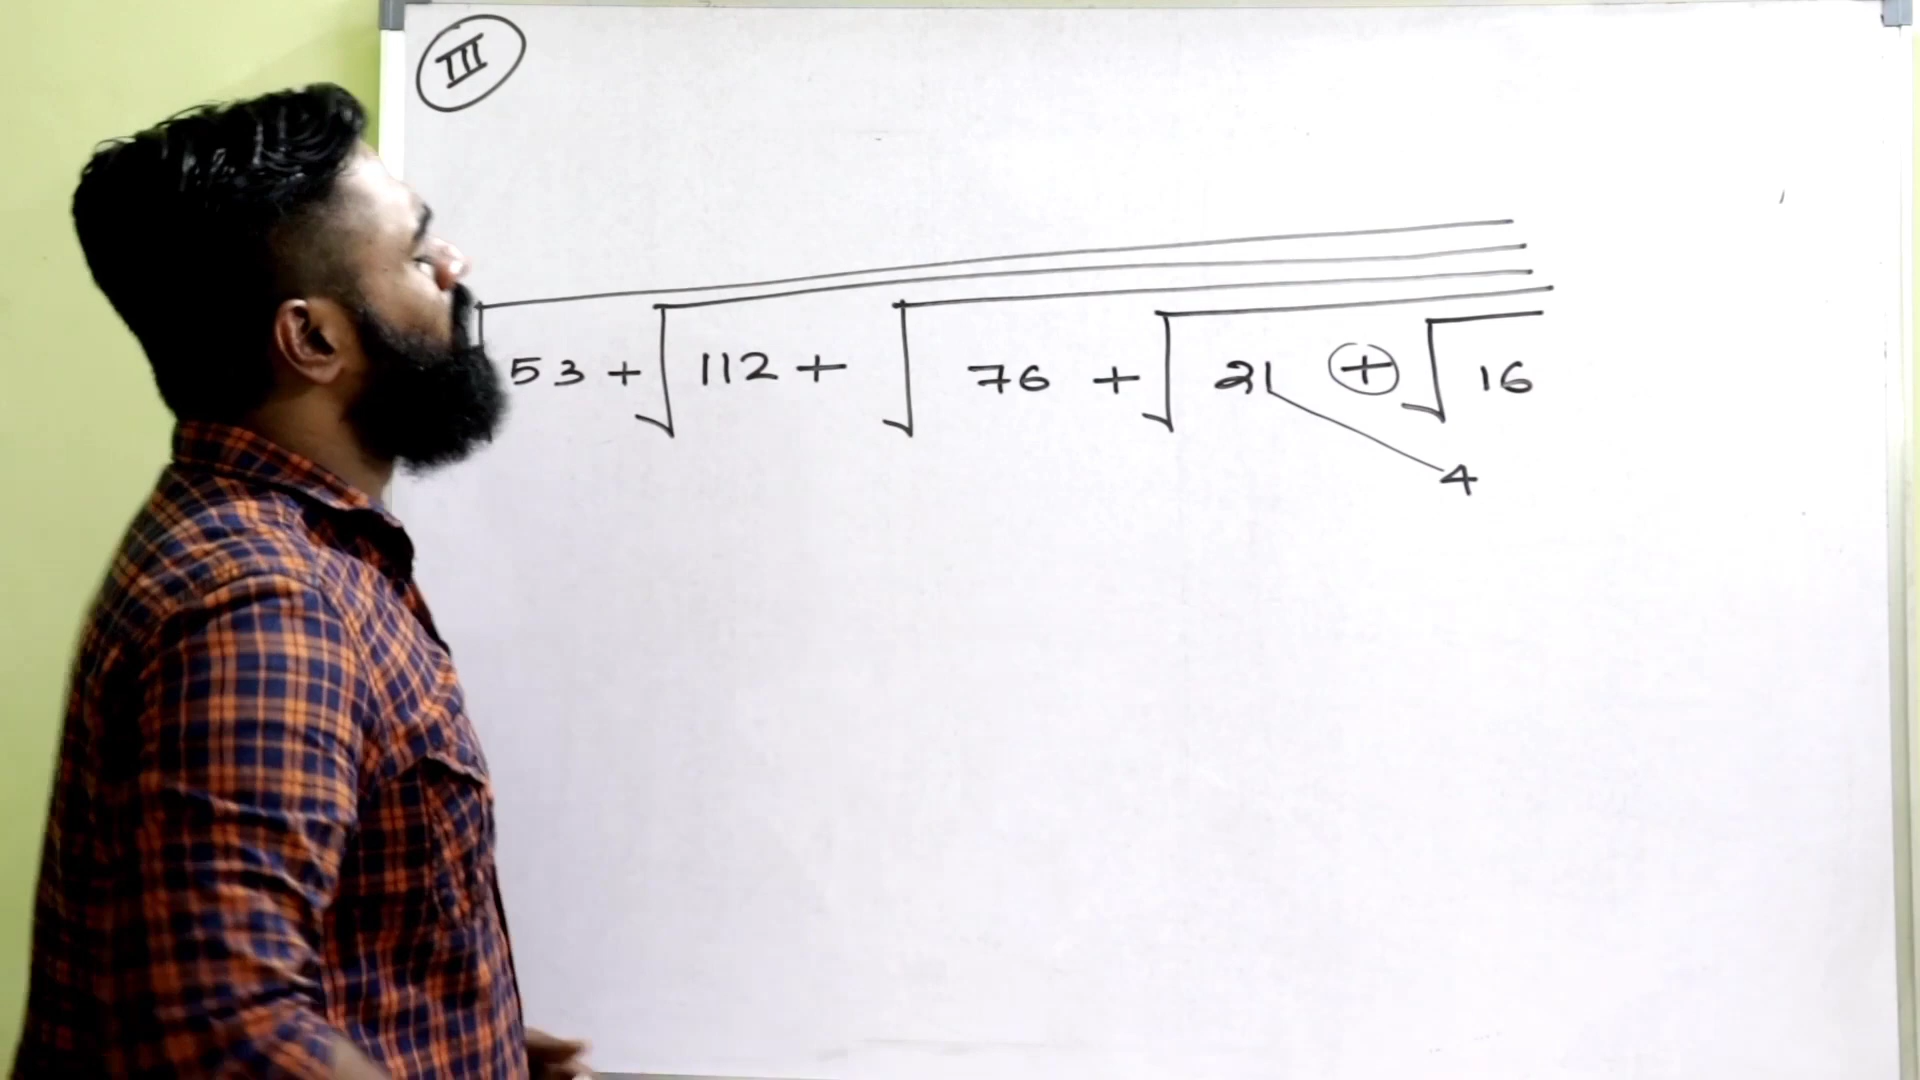 III
√53 + √112 + √76 + √21 + √16
4